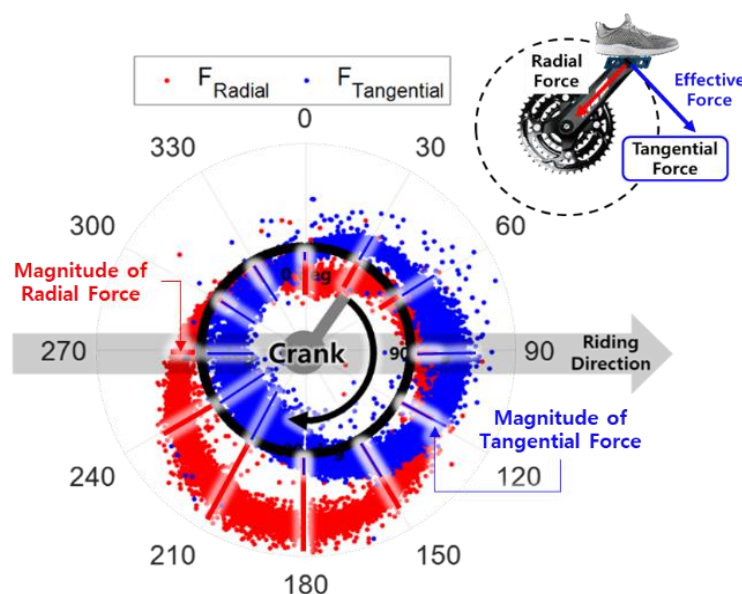 F Radial
F Tangential
Radial
Force
Effective
Force
Tangential
Force
0
30
60
90
120
150
180
210
240
270
300
330
Magnitude of
Radial Force
Crank
90
Riding
Direction
Magnitude of
Tangential Force